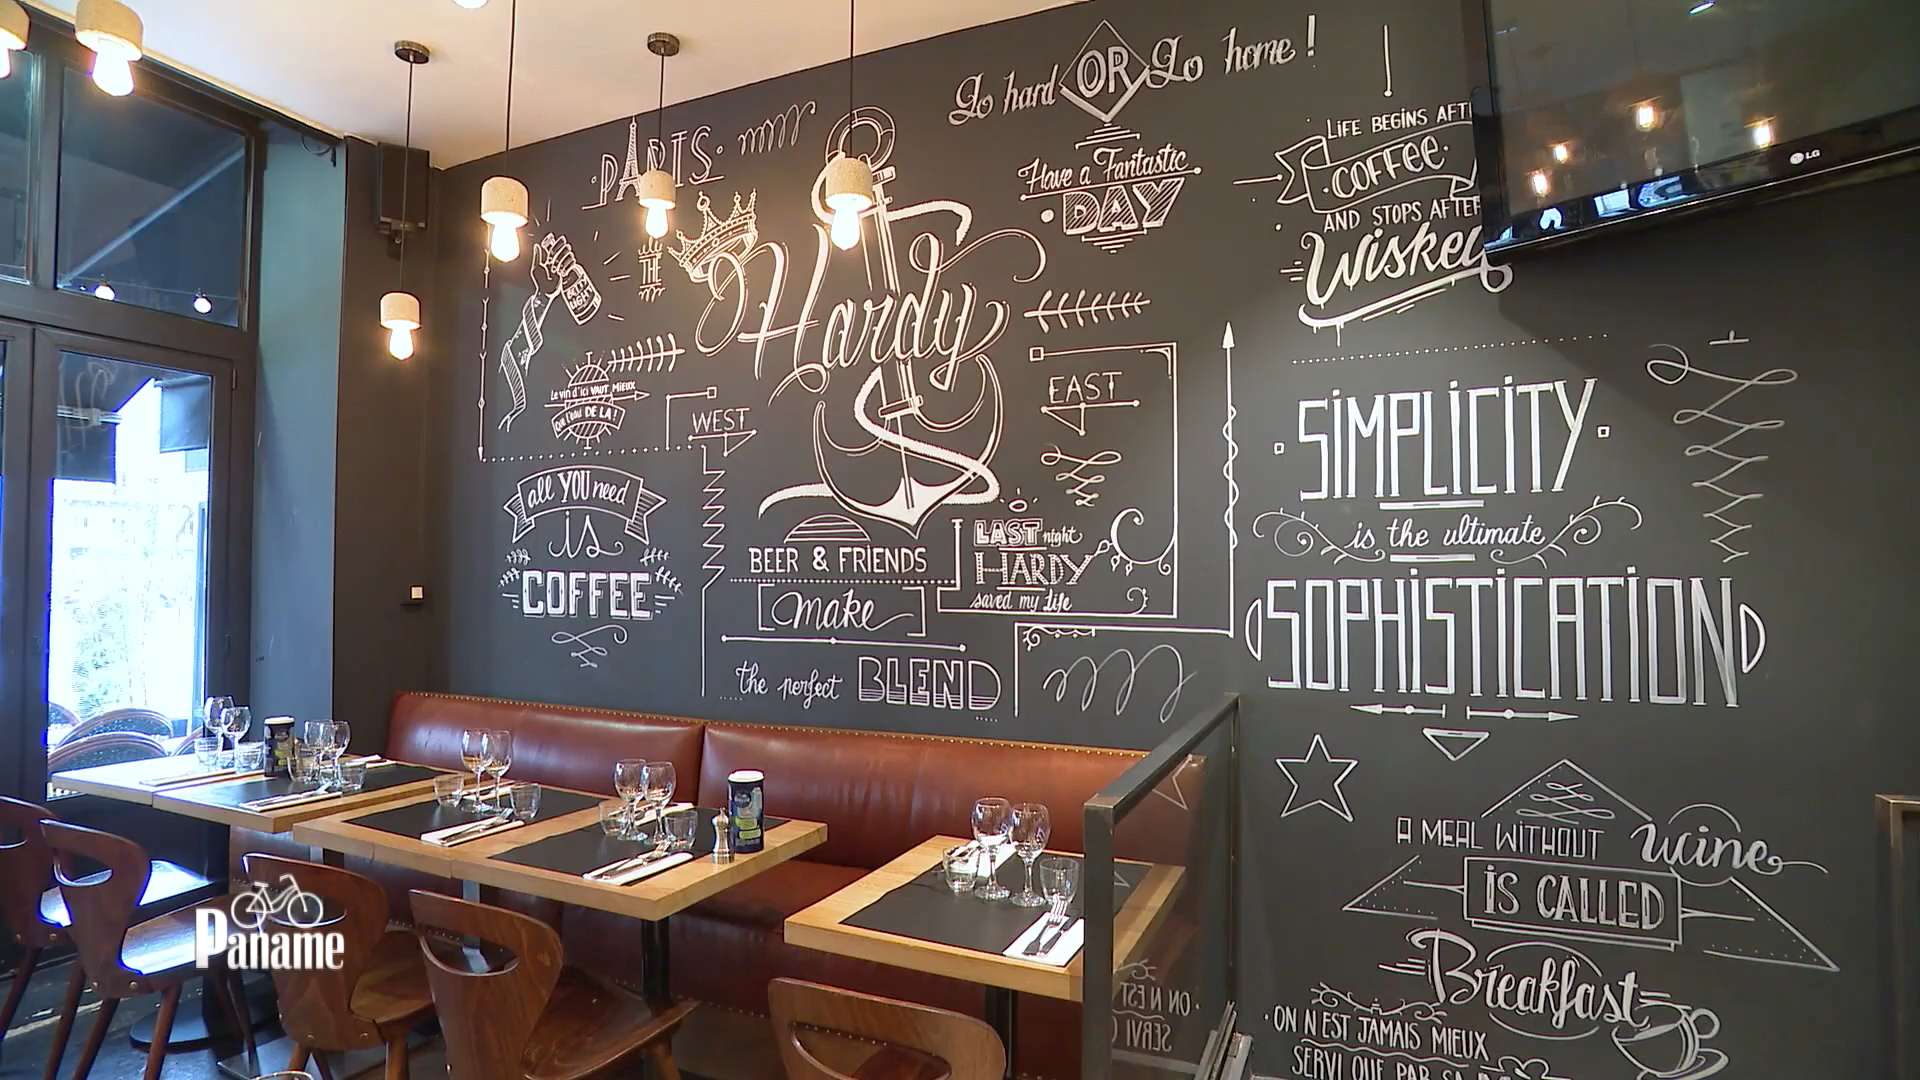 PARIS
Go hard OR Go home!
Have a Fantastic
DAY
LIFE BEGINS AFT
COFFEE
AND STOPS AFTER
Wiskey
THE
Hardy
Le vin d'ici VAUT MIEUX
QUE l'eau DE LA!
WEST
EAST
all YOU need
is
COFFEE
BEER & FRIENDS
make
the perfect BLEND
LAST night
HARDY
saved my life
SiMPLiCiTY
is the ultimate
SOPHiSTiCATiON
A MEAL WITHOUT wine
iS CALLED
Breakfast
ON N'EST JAMAIS MIEUX
SERVI QUE PAR SA
LG
Paname